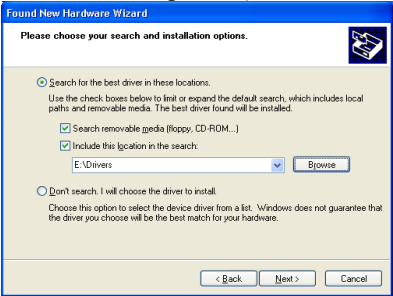 Found New Hardware Wizard
Please choose your search and installation options.
Search for the best driver in these locations.
Use the check boxes below to limit or expand the default search, which includes local
paths and removable media. The best driver found will be installed.
Search removable media (floppy, CD-ROM...)
Include this location in the search:
E:\Drivers
Browse
Don't search. I will choose the driver to install.
Choose this option to select the device driver from a list. Windows does not guarantee that
the driver you choose will be the best match for your hardware.
< Back Next > Cancel